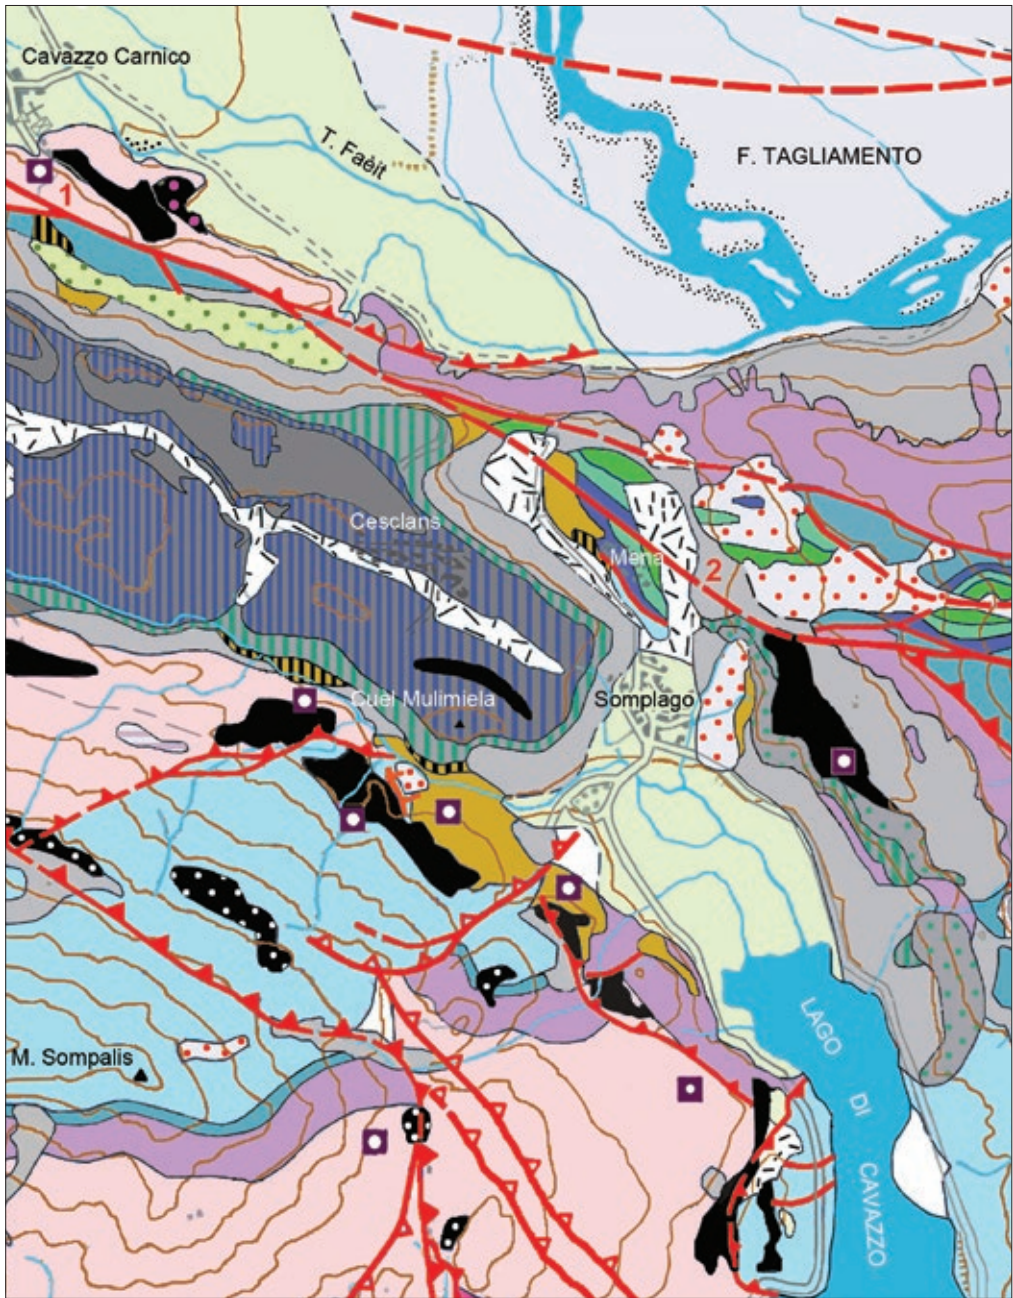 Cavazzo Carnico
T. Faèit
F. TAGLIAMENTO
1
Cesclans
Mena
2
Cuel Mulimiela
Somplago
M. Sompalis
LAGO
DI
CAVAZZO